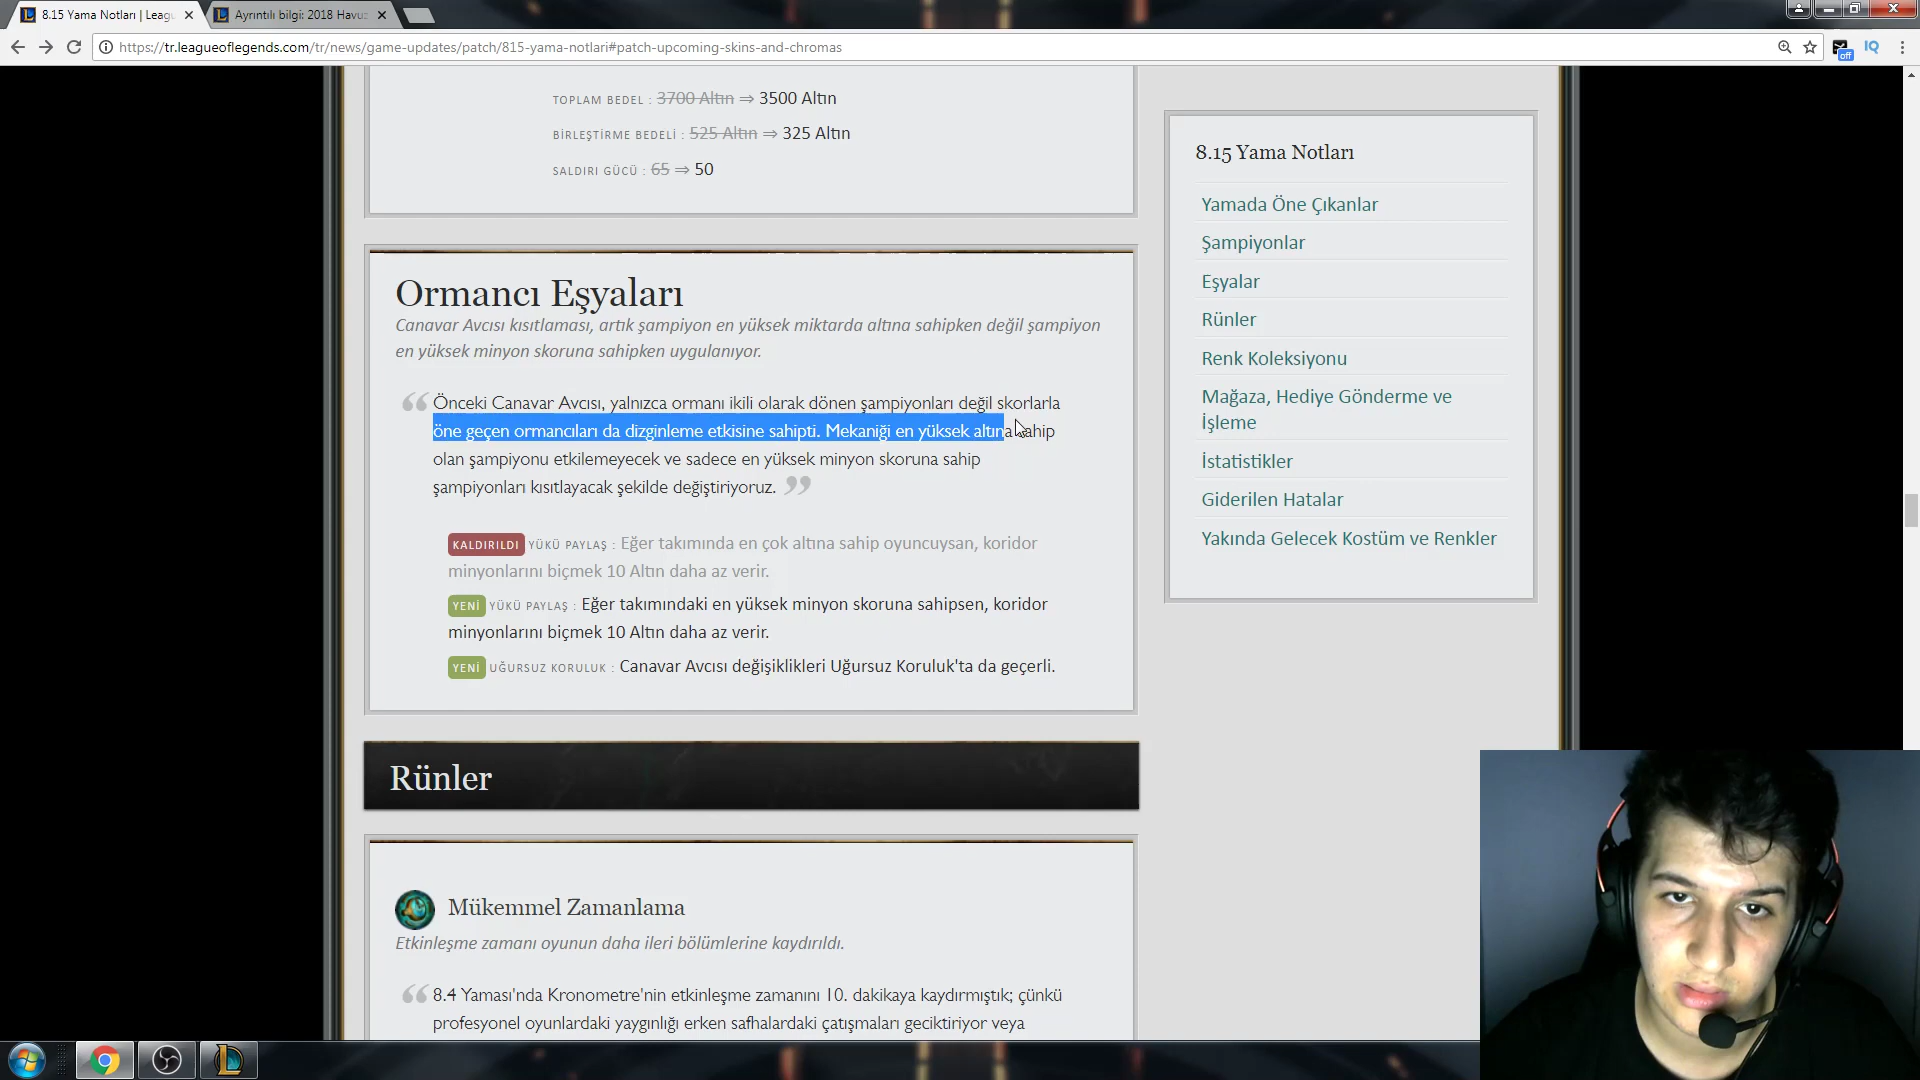 8.15 Yama Notları | Leag
Ayrıntılı bilgi: 2018 Havuz
https://tr.leagueoflegends.com/tr/news/game-updates/patch/815-yama-notlari#patch-upcoming-skins-and-chromas
off
IQ
TOPLAM BEDEL : 3700 Altın ⇒ 3500 Altın
BİRLEŞTİRME BEDELİ : 525 Altın ⇒ 325 Altın
SALDIRI GÜCÜ : 65 ⇒ 50
Ormancı Eşyaları
Canavar Avcısı kısıtlaması, artık şampiyon en yüksek miktarda altına sahipken değil şampiyon
en yüksek minyon skoruna sahipken uygulanıyor.
“ Önceki Canavar Avcısı, yalnızca ormanı ikili olarak dönen şampiyonları değil skorlarla
öne geçen ormancıları da dizginleme etkisine sahipti. Mekaniği en yüksek altına sahip
olan şampiyonu etkilemeyecek ve sadece en yüksek minyon skoruna sahip
şampiyonları kısıtlayacak şekilde değiştiriyoruz. ”
KALDIRILDI YÜKÜ PAYLAŞ : Eğer takımında en çok altına sahip oyuncuysan, koridor
minyonlarını biçmek 10 Altın daha az verir.
YENİ YÜKÜ PAYLAŞ : Eğer takımındaki en yüksek minyon skoruna sahipsen, koridor
minyonlarını biçmek 10 Altın daha az verir.
YENİ UĞURSUZ KORULUK : Canavar Avcısı değişiklikleri Uğursuz Koruluk'ta da geçerli.
Rünler
Mükemmel Zamanlama
Etkinleşme zamanı oyunun daha ileri bölümlerine kaydırıldı.
“ 8.4 Yaması'nda Kronometre'nin etkinleşme zamanını 10. dakikaya kaydırmıştık; çünkü
profesyonel oyunlardaki yaygınlığı erken safhalardaki çatışmaları geciktiriyor veya
8.15 Yama Notları
Yamada Öne Çıkanlar
Şampiyonlar
Eşyalar
Rünler
Renk Koleksiyonu
Mağaza, Hediye Gönderme ve
İşleme
İstatistikler
Giderilen Hatalar
Yakında Gelecek Kostüm ve Renkler